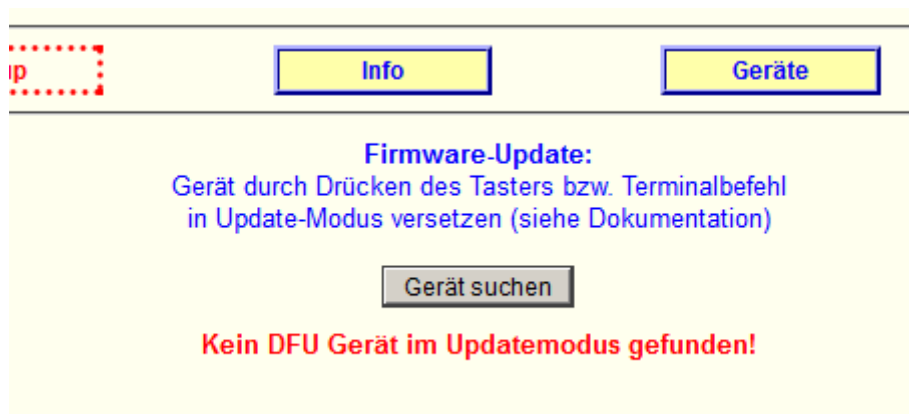 up
Info
Geräte
Firmware-Update:
Gerät durch Drücken des Tasters bzw. Terminalbefehl
in Update-Modus versetzen (siehe Dokumentation)
Gerät suchen
Kein DFU Gerät im Updatemodus gefunden!